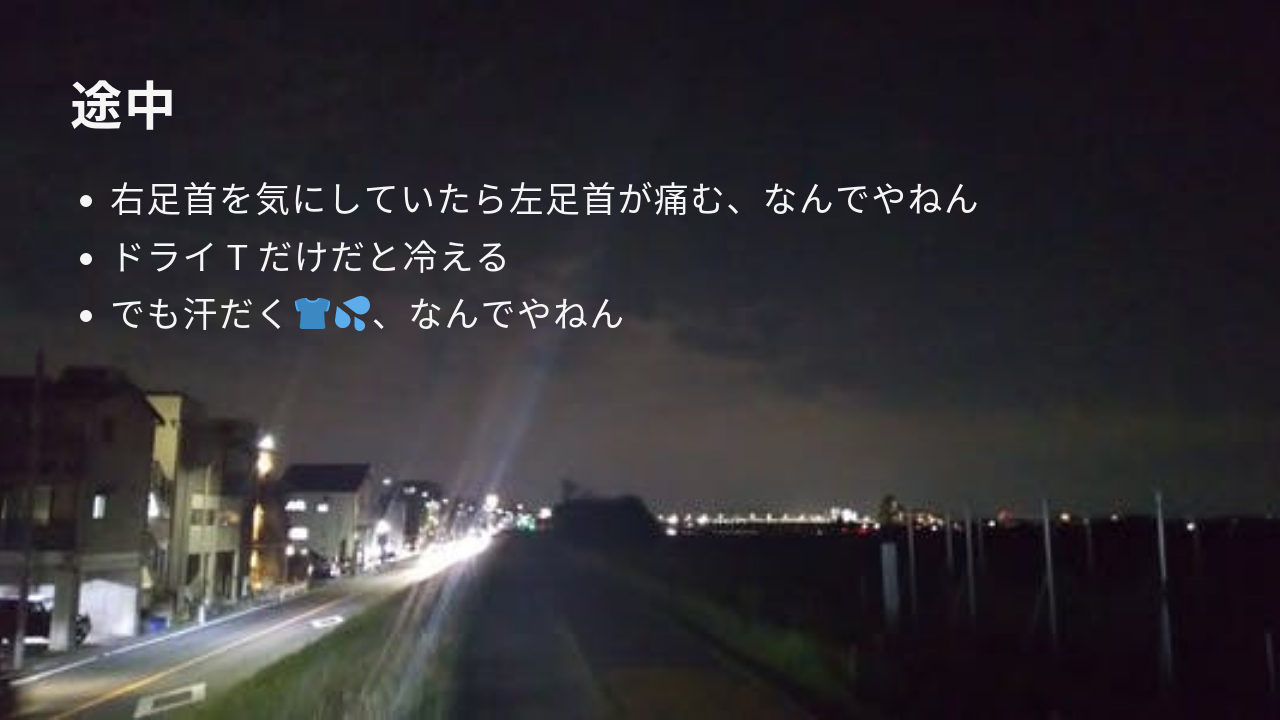 途中
• 右足首を気にしていたら左足首が痛む、なんでやねん
• ドライTだけだと冷える
• でも汗だく👕💦、なんでやねん